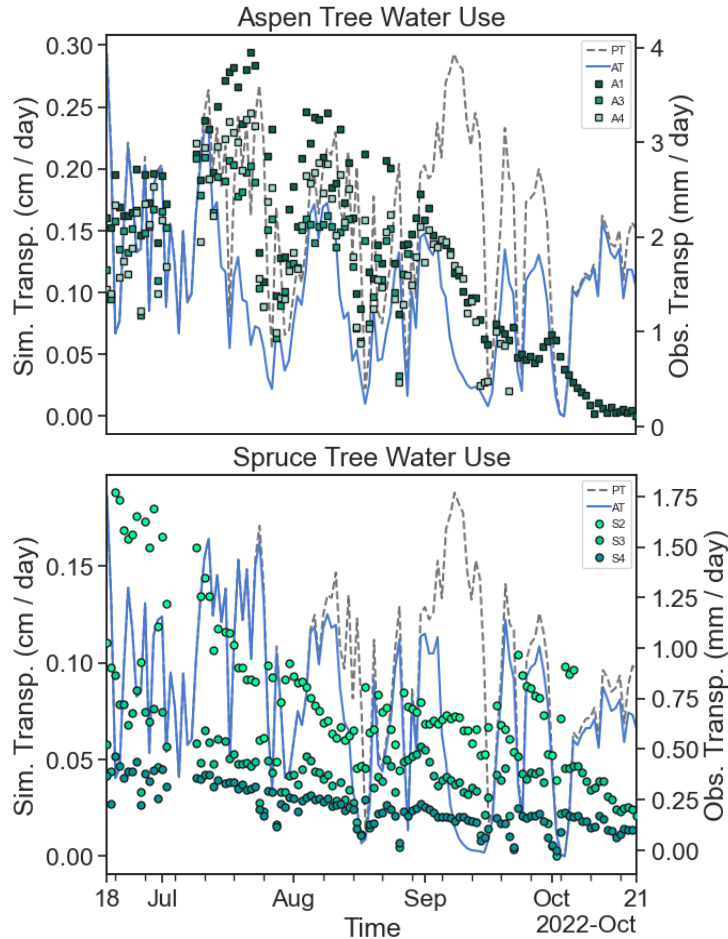 Aspen Tree Water Use
0.30
0.25
0.20
0.15
0.10
0.05
0.00
Sim. Transp. (cm / day)
4
3
2
1
0
Obs. Transp (mm / day)
PT
AT
A1
A3
A4
Spruce Tree Water Use
0.15
0.10
0.05
0.00
Sim. Transp. (cm / day)
1.75
1.50
1.25
1.00
0.75
0.50
0.25
0.00
Obs. Transp. (mm / day)
PT
AT
S2
S3
S4
18 Jul Aug Sep Oct 21
Time
2022-Oct